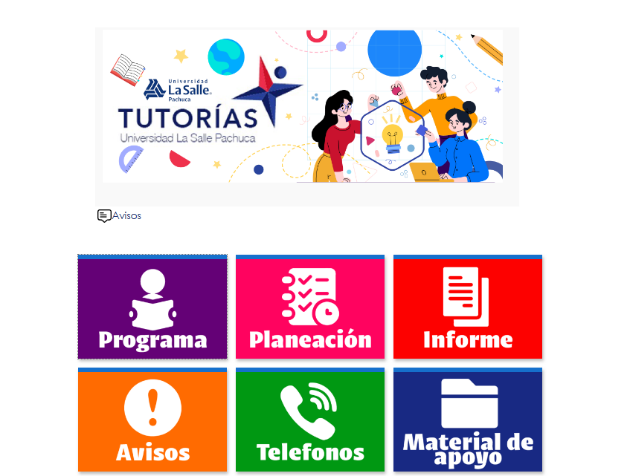 Universidad
La Salle
Pachuca
TUTORÍAS
Universidad La Salle Pachuca
Avisos
Programa
Planeación
Informe
Avisos
Telefonos
Material de
apoyo